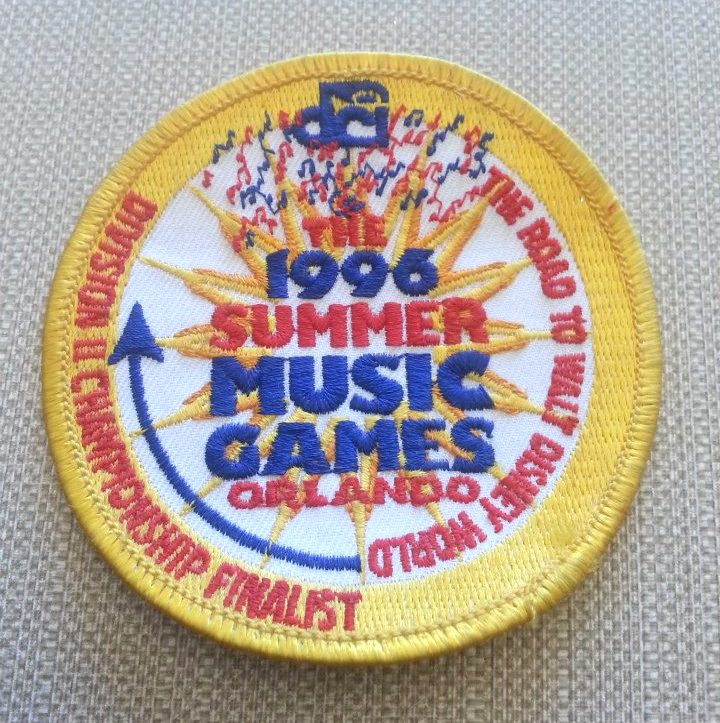 dci
THE
1996
SUMMER
MUSIC
GAMES
ORLANDO
THE ROAD TO WALT DISNEY WORLD
DIVISION II CHAMPIONSHIP FINALIST